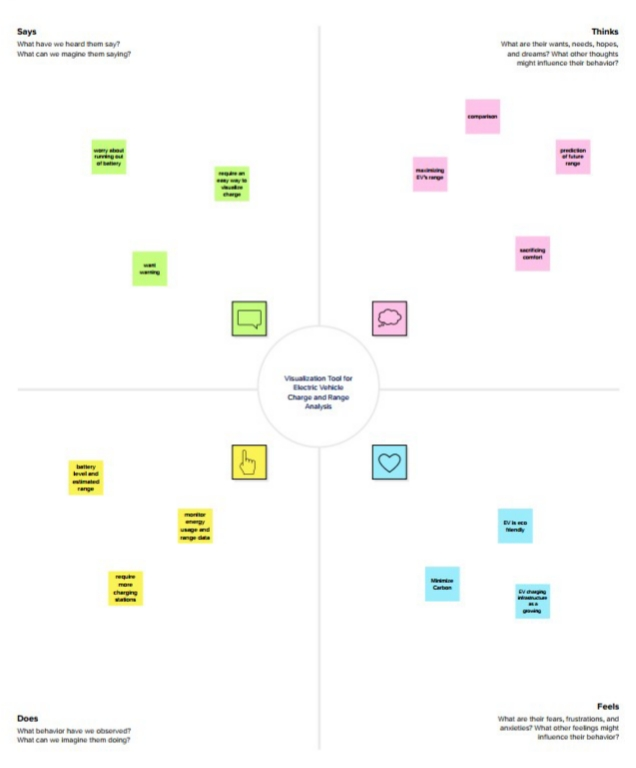 Says
What have we heard them say?
What can we magine them saying?
Thinks
What are their wants, needs, hopes,
and dreams? What other thoughts
might influence their behavior?
worry about
running out
of battery
require an
easy way to
visualize
charge
want
warning
comparison
maximizing
EV's range
prediction
of future
range
sacrificing
comfort
Visualization Tool for
Electric Vehicle
Charge and Range
Analysis
battery
level and
estimated
range
monitor
energy
usage and
range data
require
more
charging
stations
EV is eco
friendly
Minimize
Carbon
EV charging
infrastructure
as a
growing
Does
What behavior have we observed?
What can we imagine them doing?
Feels
What are their fears, frustrations, and
anxieties? What other feelings might
influence their behavior?